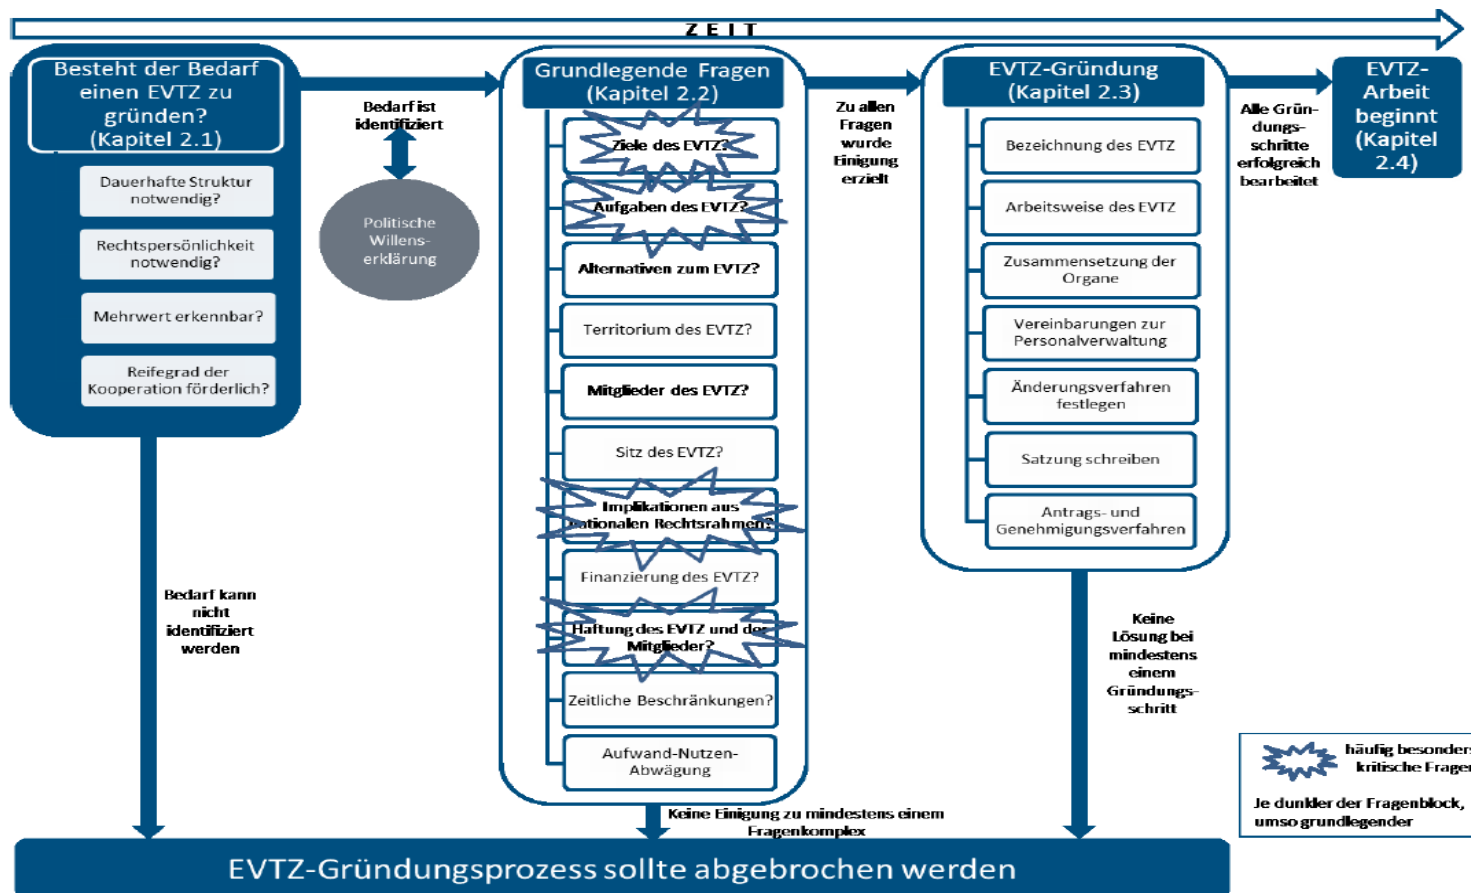 ZEIT
Besteht der Bedarf
einen EVTZ zu
gründen?
(Kapitel 2.1)
Dauerhafte Struktur
notwendig?
Rechtspersönlichkeit
notwendig?
Mehrwert erkennbar?
Reifegrad der
Kooperation förderlich?
Bedarf ist
identifiziert
Politische
Willens-
erklärung
Grundlegende Fragen
(Kapitel 2.2)
Ziele des EVTZ?
Aufgaben des EVTZ?
Alternativen zum EVTZ?
Territorium des EVTZ?
Mitglieder des EVTZ?
Sitz des EVTZ?
Implikationen aus
nationalen Rechtsrahmen?
Finanzierung des EVTZ?
Haftung des EVTZ und der
Mitglieder?
Zeitliche Beschränkungen?
Aufwand-Nutzen-
Abwägung
Zu allen
Fragen
wurde
Einigung
erzielt
EVTZ-Gründung
(Kapitel 2.3)
Bezeichnung des EVTZ
Arbeitsweise des EVTZ
Zusammensetzung der
Organe
Vereinbarungen zur
Personalverwaltung
Änderungsverfahren
festlegen
Satzung schreiben
Antrags- und
Genehmigungsverfahren
Alle Grün-
dungs-
schritte
erfolgreich
bearbeitet
EVTZ-
Arbeit
beginnt
(Kapitel
2.4)
Bedarf kann
nicht
identifiziert
werden
Keine Einigung zu mindestens einem
Fragenkomplex
Keine
Lösung bei
mindestens
einem
Gründungs-
schritt
häufig besonders
kritische Fragen
Je dunkler der Fragenblock,
umso grundlegender
EVTZ-Gründungsprozess sollte abgebrochen werden